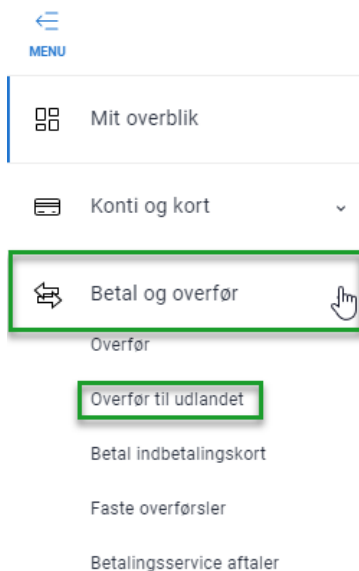 MENU
Mit overblik
Konti og kort
Betal og overfør
Overfør
Overfør til udlandet
Betal indbetalingskort
Faste overførsler
Betalingsservice aftaler